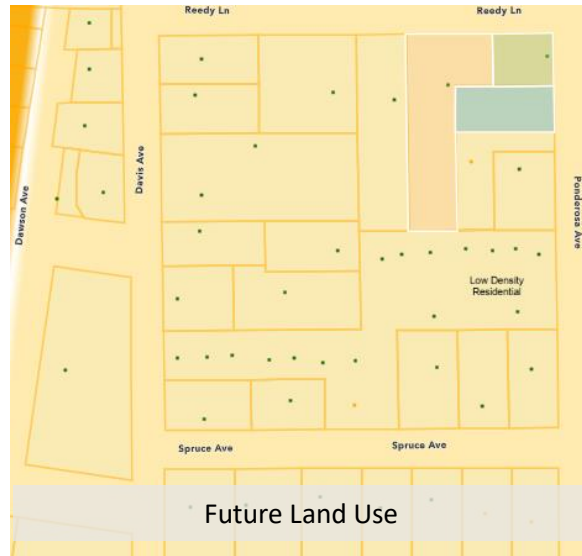 Reedy Ln
Reedy Ln
Davis Ave
Dawson Ave
Ponderosa Ave
Low Density
Residential
Spruce Ave
Spruce Ave
Future Land Use